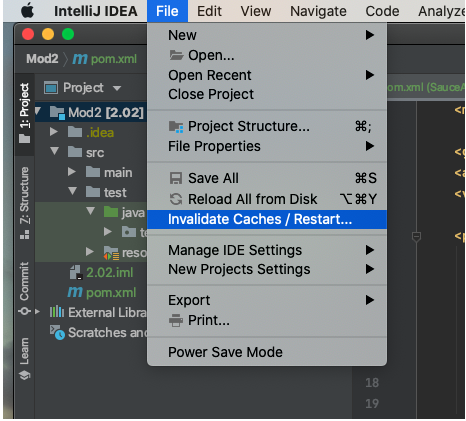 IntelliJ IDEA File Edit View Navigate Code Analyze
Mod2 pom.xml
1: Project
Z: Structure
Commit
Learn
Project
Mod2 [2.02]
.idea
src
main
test
java
te
reso
2.02.iml
pom.xml
External Libra
Scratches and
New
Open...
Open Recent
Close Project
Project Structure... ⌘;
File Properties
Save All ⌘S
Reload All from Disk ⌥⌘Y
Invalidate Caches / Restart...
Manage IDE Settings
New Projects Settings
Export
Print...
Power Save Mode
om.xml (SauceA
<g
<a
<v
<p
18
19